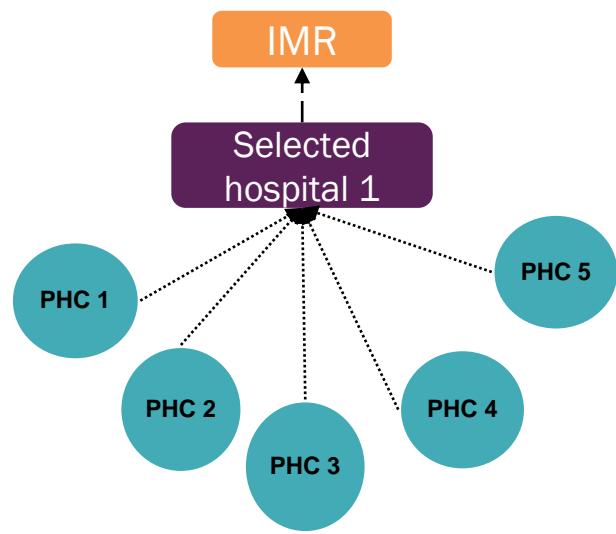 IMR
Selected
hospital 1
PHC 5
PHC 1
PHC 2
PHC 4
PHC 3